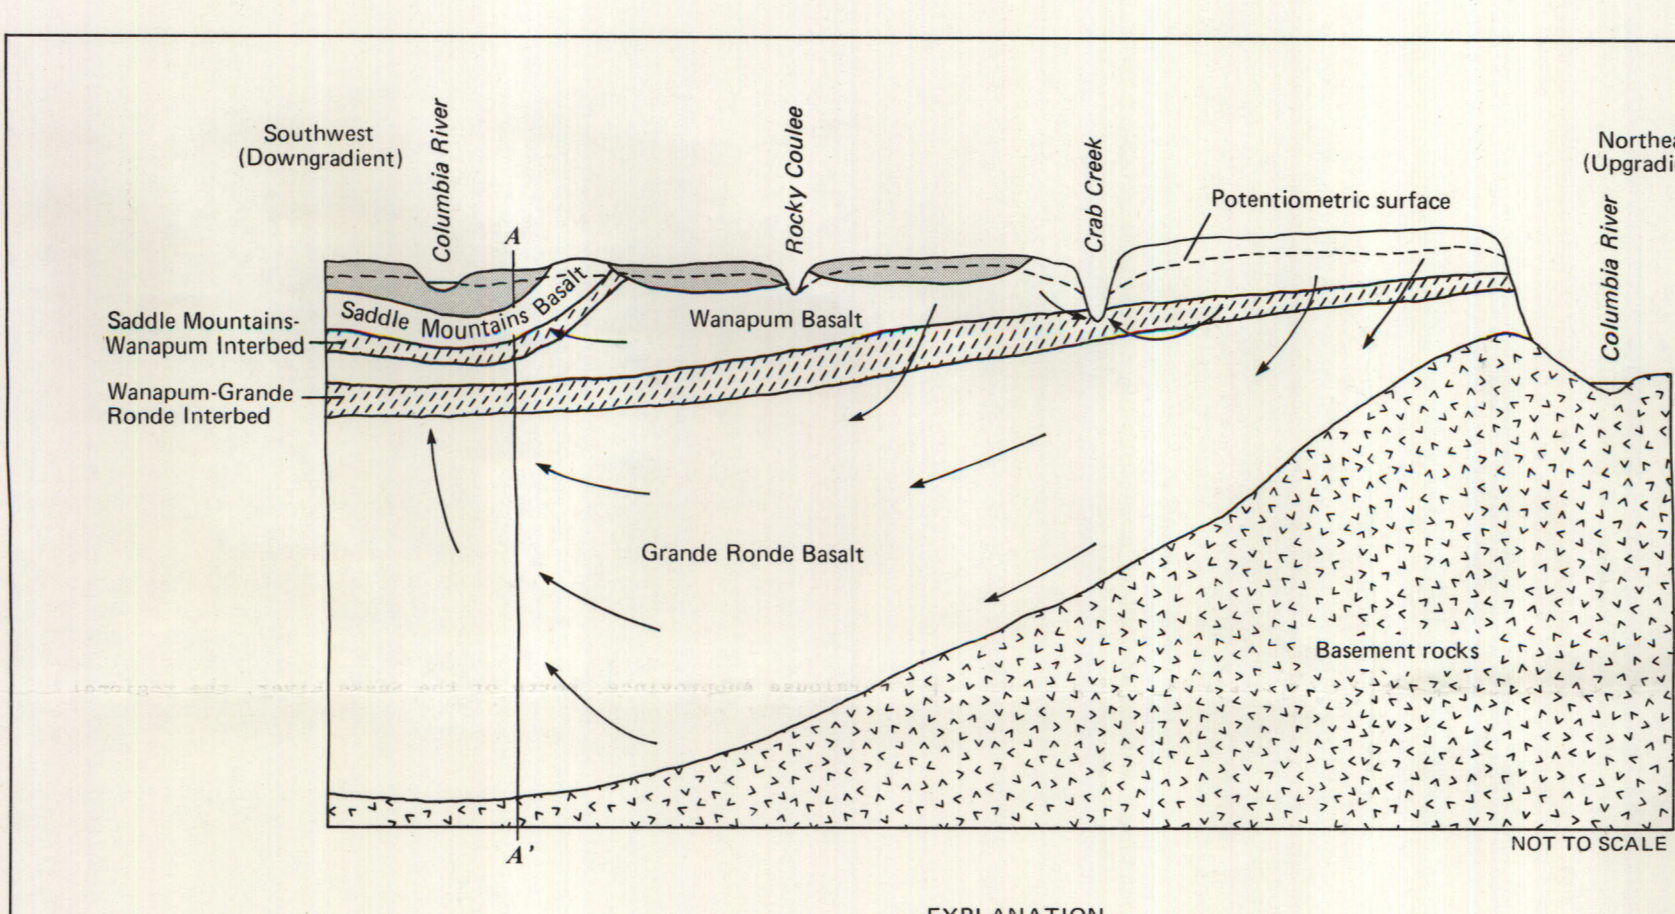 Southwest
(Downgradient)
Columbia River
Rocky Coulee
Crab Creek
Columbia River
A
Potentiometric surface
Saddle Mountains Basalt
Saddle Mountains-
Wanapum Interbed
Wanapum Basalt
Wanapum-Grande
Ronde Interbed
Grande Ronde Basalt
Basement rocks
A'
NOT TO SCALE
EXPLANATION